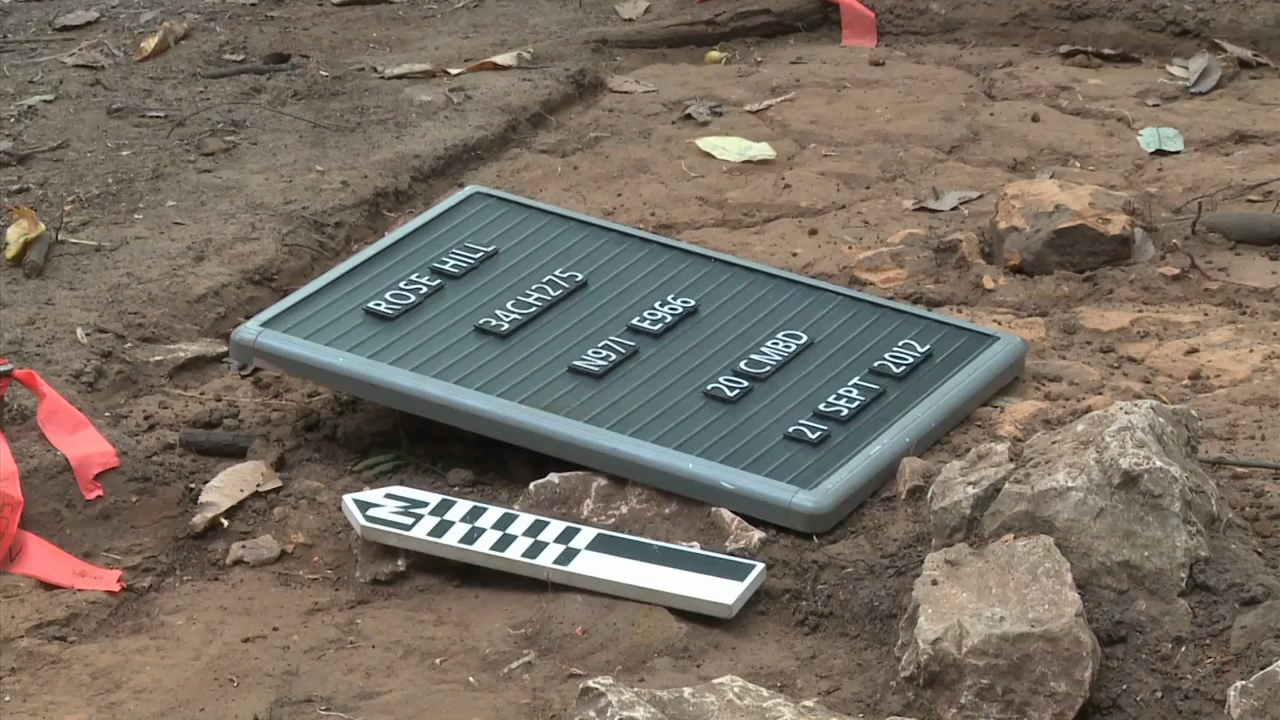 ROSE HILL
34CH275
N971 E966
20 CMBD
21 SEPT 2012
N